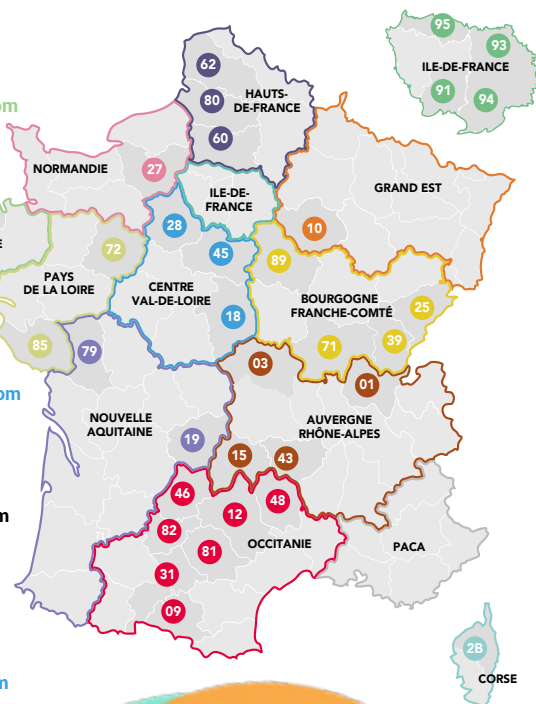 95
93
ILE-DE-FRANCE
91
94
62
80
HAUTS-
DE-FRANCE
60
om
NORMANDIE
27
ILE-DE-
FRANCE
GRAND EST
28
10
E
72
45
89
PAYS
DE LA LOIRE
CENTRE
VAL-DE-LOIRE
BOURGOGNE
FRANCHE-COMTÉ
25
18
85
79
71
39
03
01
om
NOUVELLE
AQUITAINE
AUVERGNE
RHÔNE-ALPES
19
15
43
46
48
12
m
82
81
OCCITANIE
PACA
31
09
2B
CORSE
m